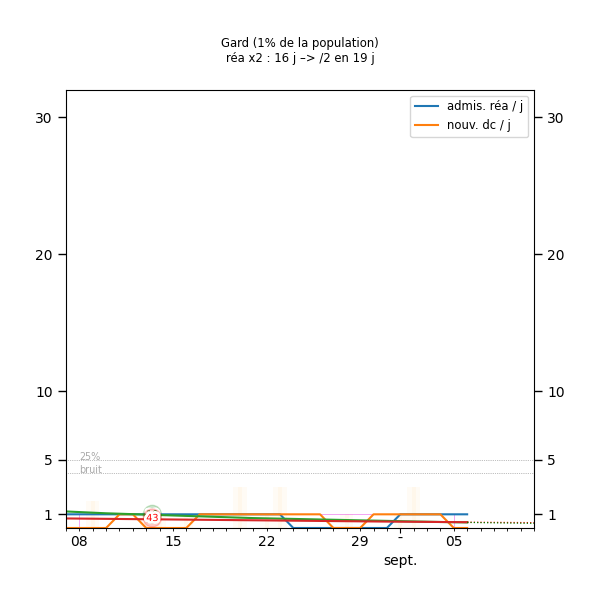 Gard (1% de la population)
réa x2 : 16 j –> /2 en 19 j
admis. réa / j
nouv. dc / j
30 30
20 20
10 10
25%
5 5
bruit
43
1 1
08 15 22 29 - 05
sept.